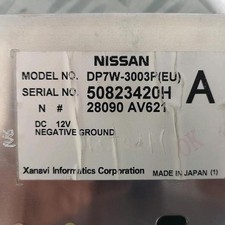 NISSAN
MODEL NO. DP7W-3003P(EU)
SERIAL NO. 50823420H A
N # 28090 AV621
DC 12V
NEGATIVE GROUND
Xanavi Informatics Corporation MADE IN JAPAN (1)